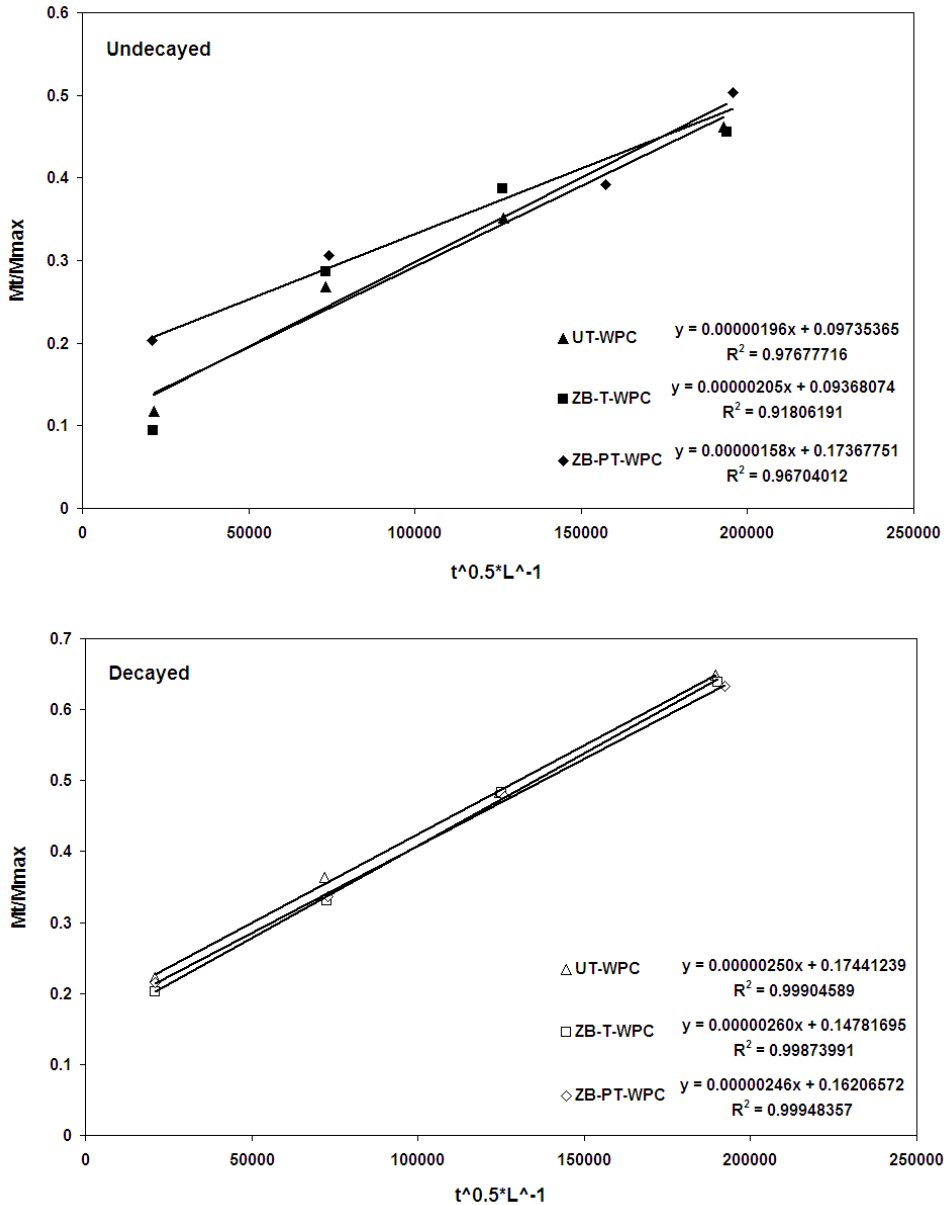 0.6
Undecayed
0.5
0.4
Mt/Mmax
0.3
▲ UT-WPC y = 0.00000196x + 0.09735365
R² = 0.97677716
0.2
■ ZB-T-WPC y = 0.00000205x + 0.09368074
R² = 0.91806191
0.1
◆ ZB-PT-WPC y = 0.00000158x + 0.17367751
R² = 0.96704012
0
0 50000 100000 150000 200000 250000
t^0.5*L^-1
0.7
Decayed
0.6
0.5
0.4
Mt/Mmax
0.3
△ UT-WPC y = 0.00000250x + 0.17441239
R² = 0.99904589
0.2
□ ZB-T-WPC y = 0.00000260x + 0.14781695
R² = 0.99873991
0.1
◇ ZB-PT-WPC y = 0.00000246x + 0.16206572
R² = 0.99948357
0
0 50000 100000 150000 200000 250000
t^0.5*L^-1